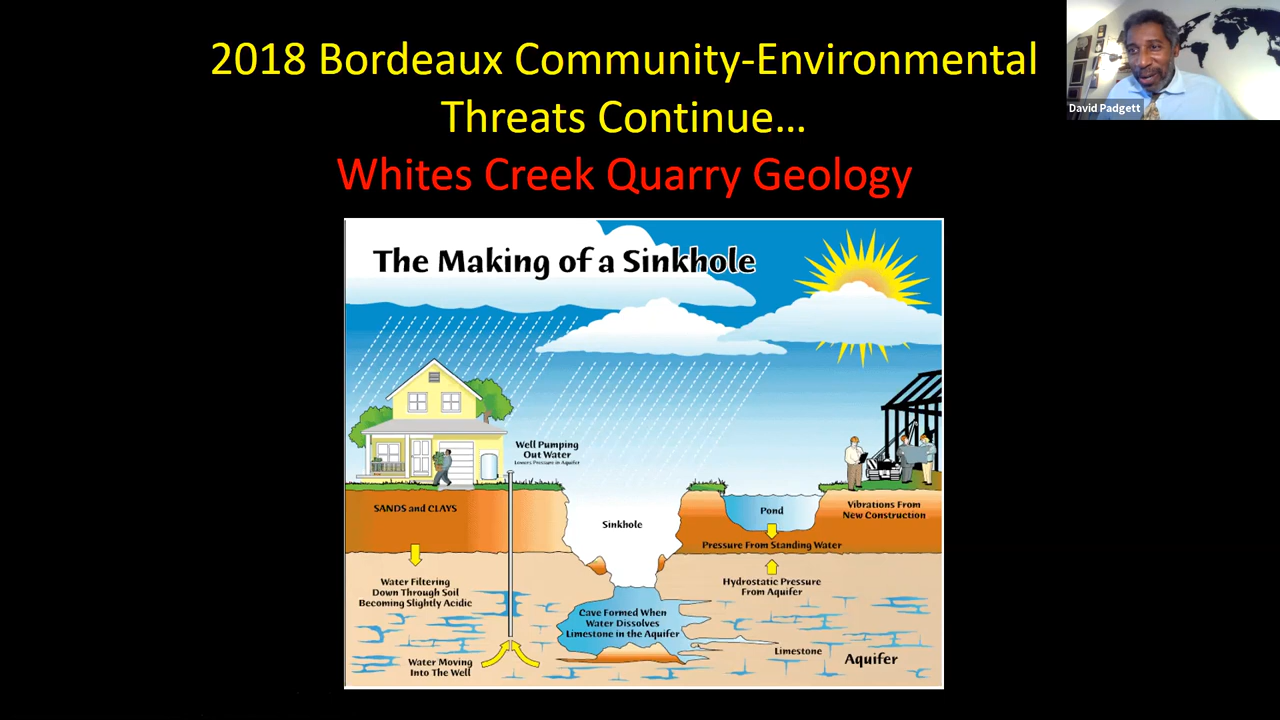 2018 Bordeaux Community-Environmental
Threats Continue...
Whites Creek Quarry Geology
David Padgett
The Making of a Sinkhole
Well Pumping
Out Water
Lowers Pressure in Aquifer
SANDS and CLAYS
Sinkhole
Pond
Vibrations From
New Construction
Pressure From Standing Water
Water Filtering
Down Through Soil
Becoming Slightly Acidic
Hydrostatic Pressure
From Aquifer
Cave Formed When
Water Dissolves
Limestone in the Aquifer
Water Moving
Into The Well
Limestone
Aquifer